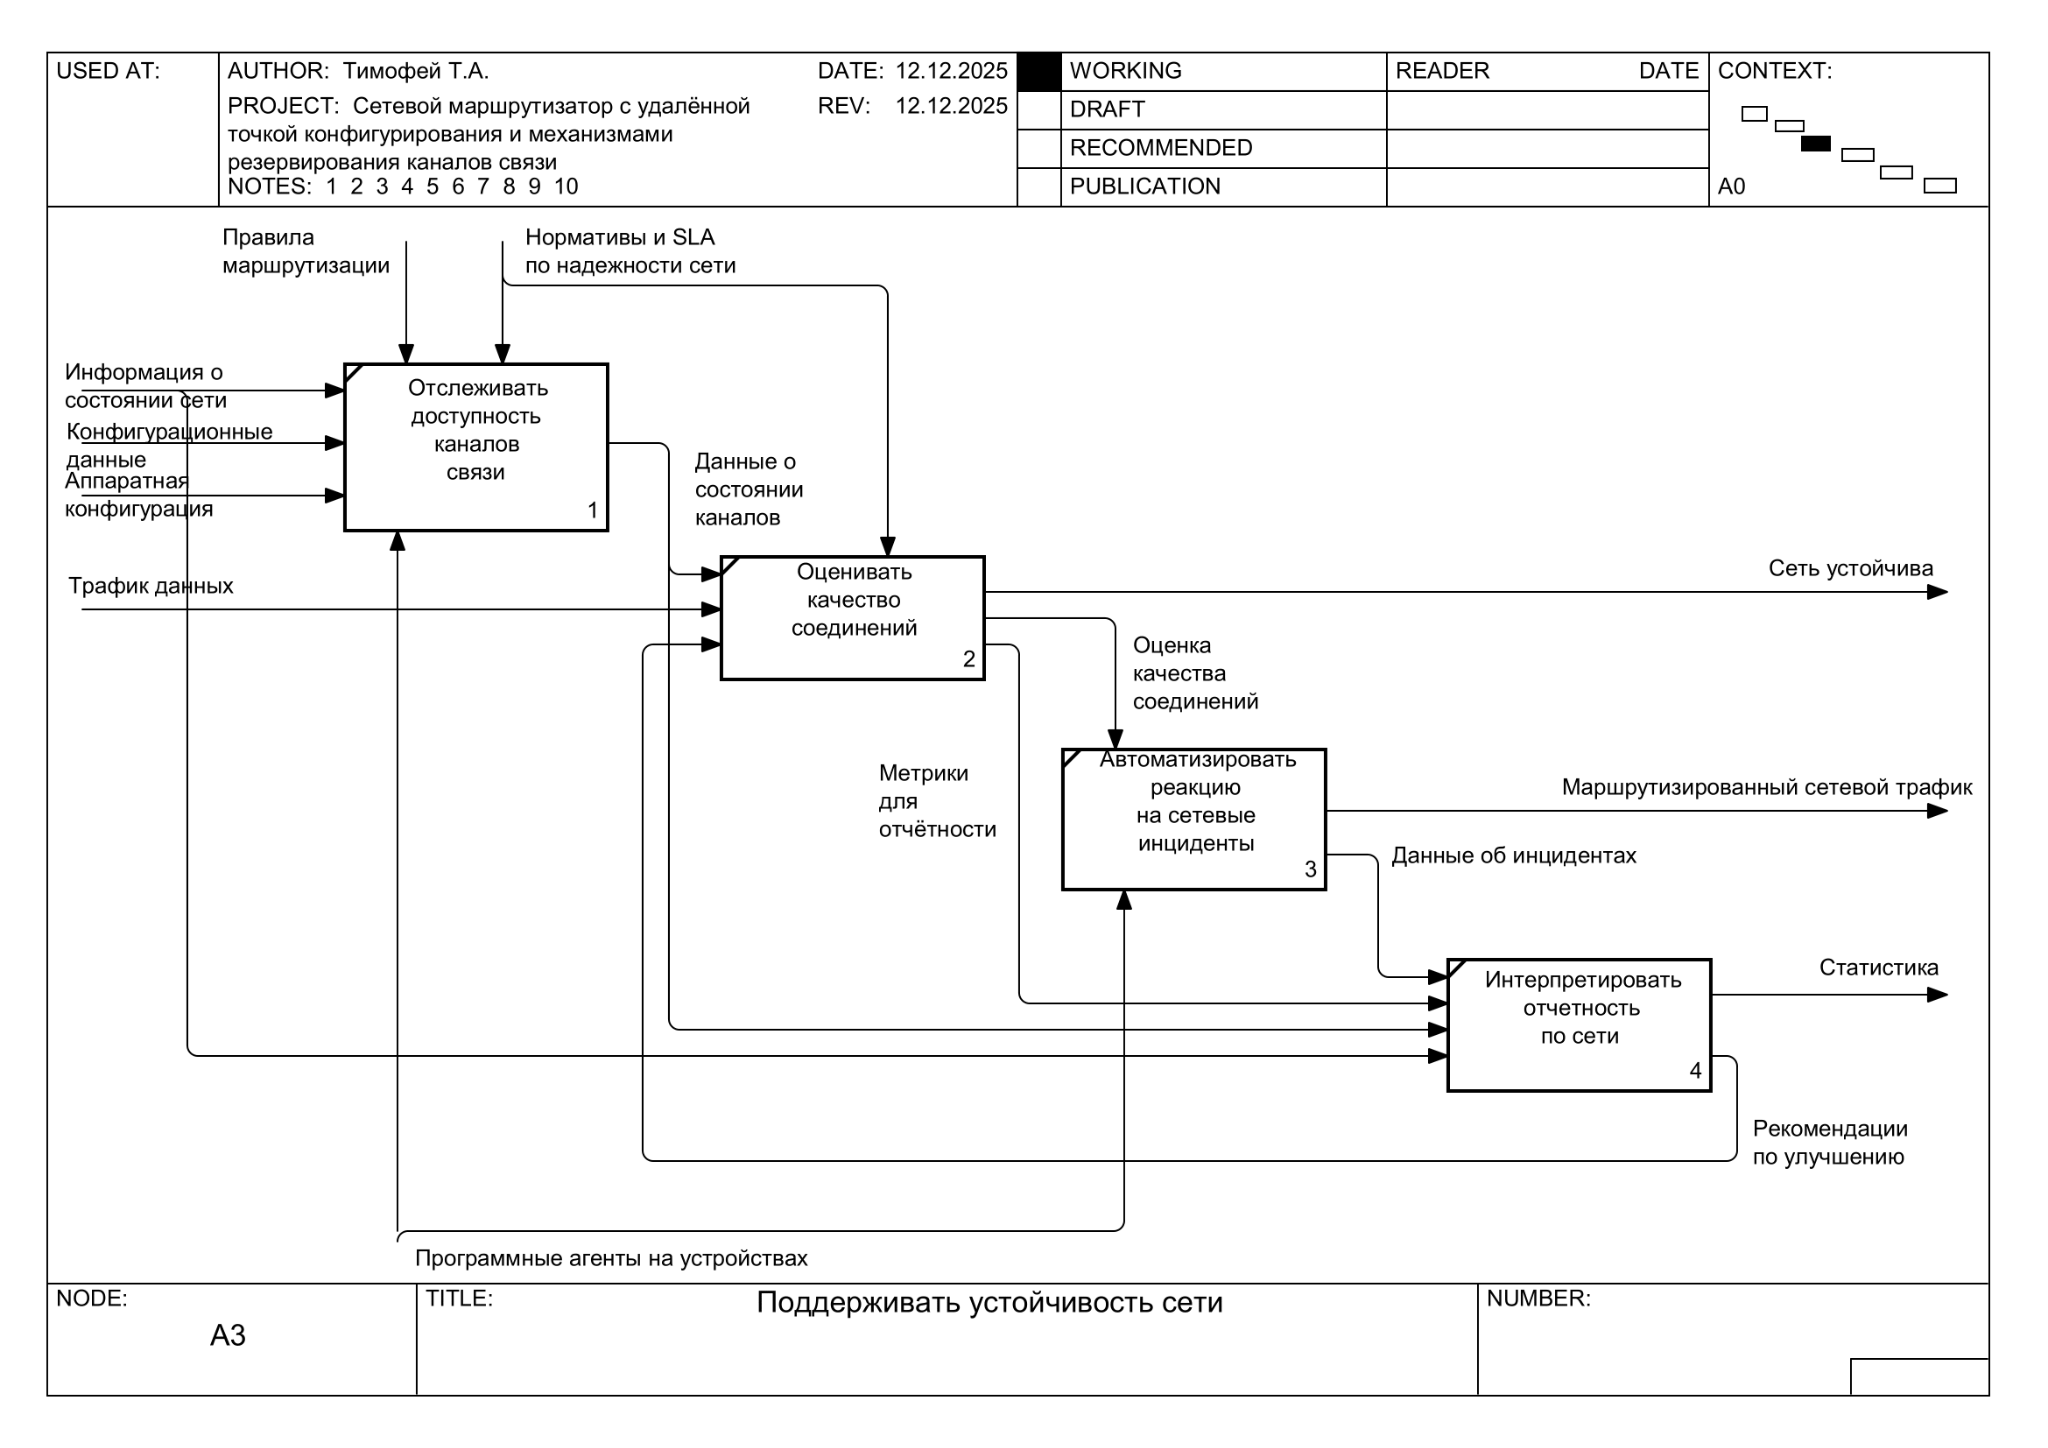 USED AT:
AUTHOR: Тимофей Т.А.
DATE: 12.12.2025
PROJECT: Сетевой маршрутизатор с удалённой
точкой конфигурирования и механизмами
резервирования каналов связи
REV: 12.12.2025
NOTES: 1 2 3 4 5 6 7 8 9 10
WORKING
DRAFT
RECOMMENDED
PUBLICATION
READER DATE
CONTEXT:
A0
Правила
маршрутизации
Нормативы и SLA
по надежности сети
Информация о
состоянии сети
Конфигурационные
данные
Аппаратная
конфигурация
Отслеживать
доступность
каналов
связи
1
Данные о
состоянии
каналов
Трафик данных
Оценивать
качество
соединений
2
Сеть устойчива
Оценка
качества
соединений
Метрики
для
отчётности
Автоматизировать
реакцию
на сетевые
инциденты
3
Маршрутизированный сетевой трафик
Данные об инцидентах
Интерпретировать
отчетность
по сети
4
Статистика
Рекомендации
по улучшению
Программные агенты на устройствах
NODE:
A3
TITLE:
Поддерживать устойчивость сети
NUMBER: